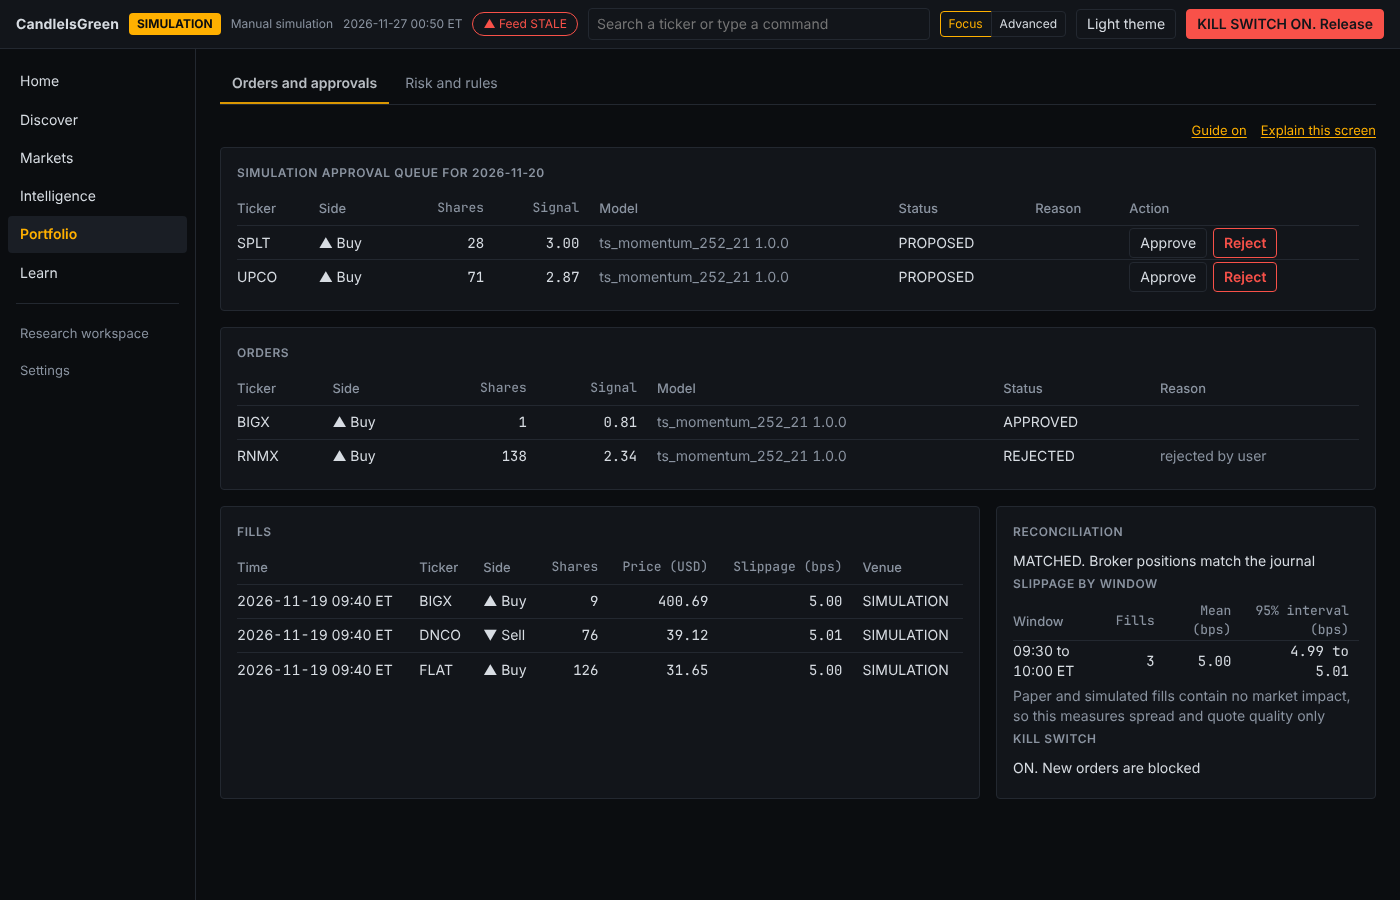 CandleIsGreen SIMULATION Manual simulation 2026-11-27 00:50 ET ▲ Feed STALE Search a ticker or type a command Focus Advanced Light theme KILL SWITCH ON. Release
Home
Discover
Markets
Intelligence
Portfolio
Learn
Research workspace
Settings
Orders and approvals Risk and rules
Guide on Explain this screen
SIMULATION APPROVAL QUEUE FOR 2026-11-20
Ticker Side Shares Signal Model Status Reason Action
SPLT ▲ Buy 28 3.00 ts_momentum_252_21 1.0.0 PROPOSED Approve Reject
UPCO ▲ Buy 71 2.87 ts_momentum_252_21 1.0.0 PROPOSED Approve Reject
ORDERS
Ticker Side Shares Signal Model Status Reason
BIGX ▲ Buy 1 0.81 ts_momentum_252_21 1.0.0 APPROVED
RNMX ▲ Buy 138 2.34 ts_momentum_252_21 1.0.0 REJECTED rejected by user
FILLS
Time Ticker Side Shares Price (USD) Slippage (bps) Venue
2026-11-19 09:40 ET BIGX ▲ Buy 9 400.69 5.00 SIMULATION
2026-11-19 09:40 ET DNCO ▼ Sell 76 39.12 5.01 SIMULATION
2026-11-19 09:40 ET FLAT ▲ Buy 126 31.65 5.00 SIMULATION
RECONCILIATION
MATCHED. Broker positions match the journal
SLIPPAGE BY WINDOW
Window Fills Mean (bps) 95% interval (bps)
09:30 to 10:00 ET 3 5.00 4.99 to 5.01
Paper and simulated fills contain no market impact,
so this measures spread and quote quality only
KILL SWITCH
ON. New orders are blocked